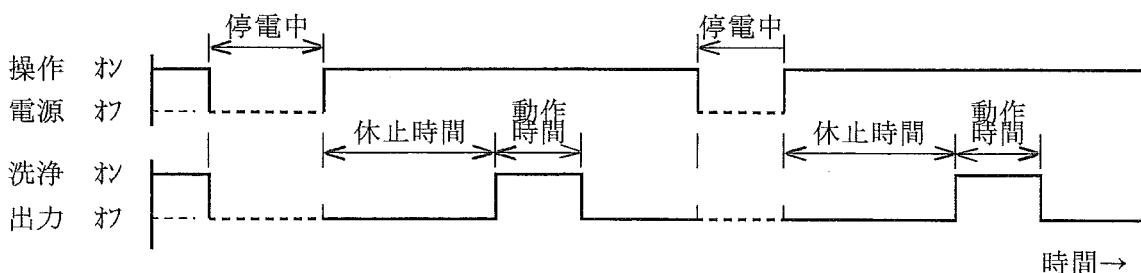 停電中 停電中
操作 オン
電源 オフ
動作 動作
休止時間 時間 休止時間 時間
洗浄 オン
出力 オフ
時間→